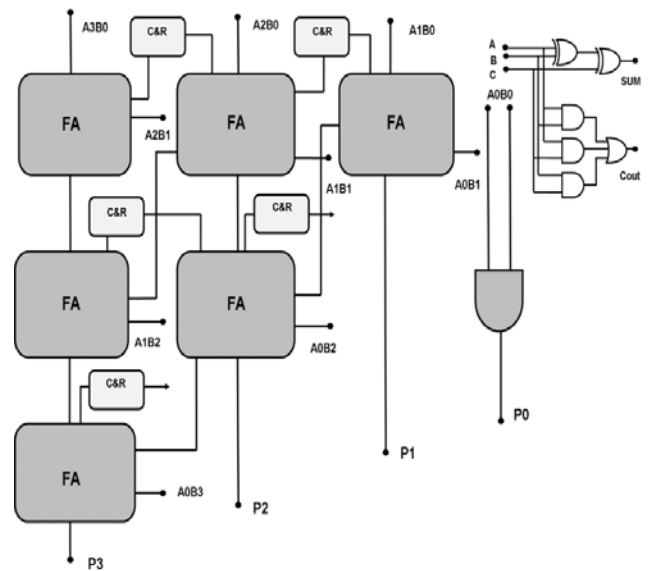 A3B0
C&R
A2B0
C&R
A1B0
A
B
C
SUM
A0B0
Cout
FA
A2B1
FA
A1B1
FA
A0B1
C&R
C&R
FA
A1B2
FA
A0B2
C&R
P0
P1
FA
A0B3
P2
P3